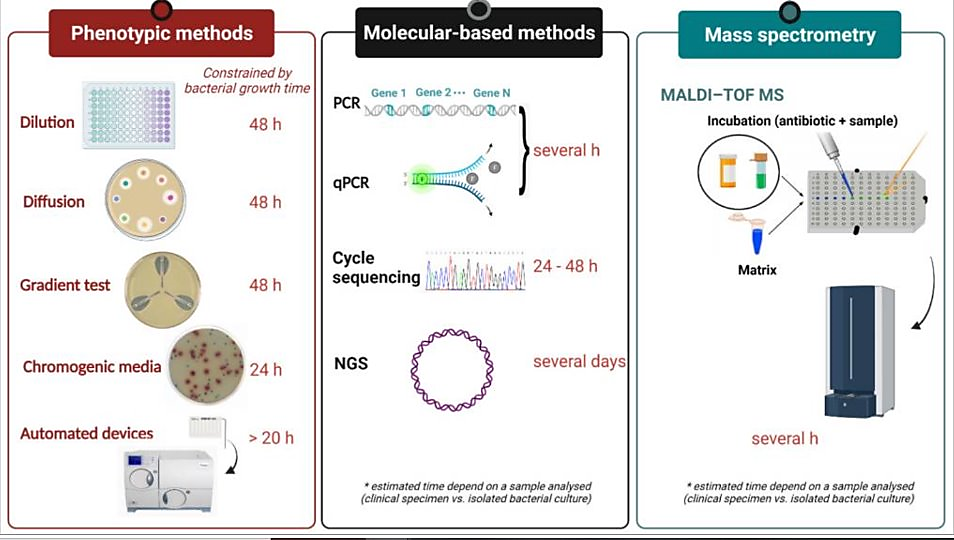 Phenotypic methods
Constrained by
bacterial growth time
Dilution
48 h
Diffusion
48 h
Gradient test
48 h
Chromogenic media
24 h
Automated devices
> 20 h
Molecular-based methods
Gene 1 Gene 2 ··· Gene N
PCR
several h
qPCR
Cycle
sequencing
24 - 48 h
NGS
several days
* estimated time depend on a sample analysed
(clinical specimen vs. isolated bacterial culture)
Mass spectrometry
MALDI–TOF MS
Incubation (antibiotic + sample)
Matrix
several h
* estimated time depend on a sample analysed
(clinical specimen vs. isolated bacterial culture)